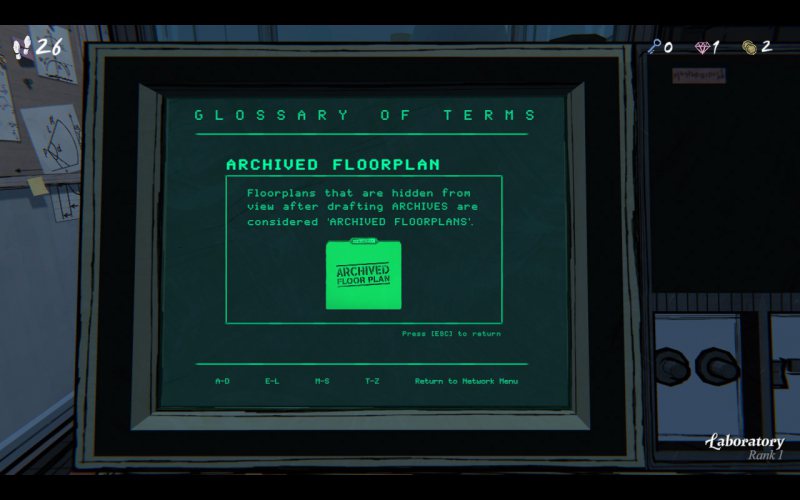 26
0
1
2
GLOSSARY OF TERMS
ARCHIVED FLOORPLAN
Floorplans that are hidden from
view after drafting ARCHIVES are
considered 'ARCHIVED FLOORPLANS'.
ARCHIVED
FLOOR PLAN
Press [ESC] to return
A-D E-L M-S T-Z Return to Network Menu
Laboratory
Rank 1